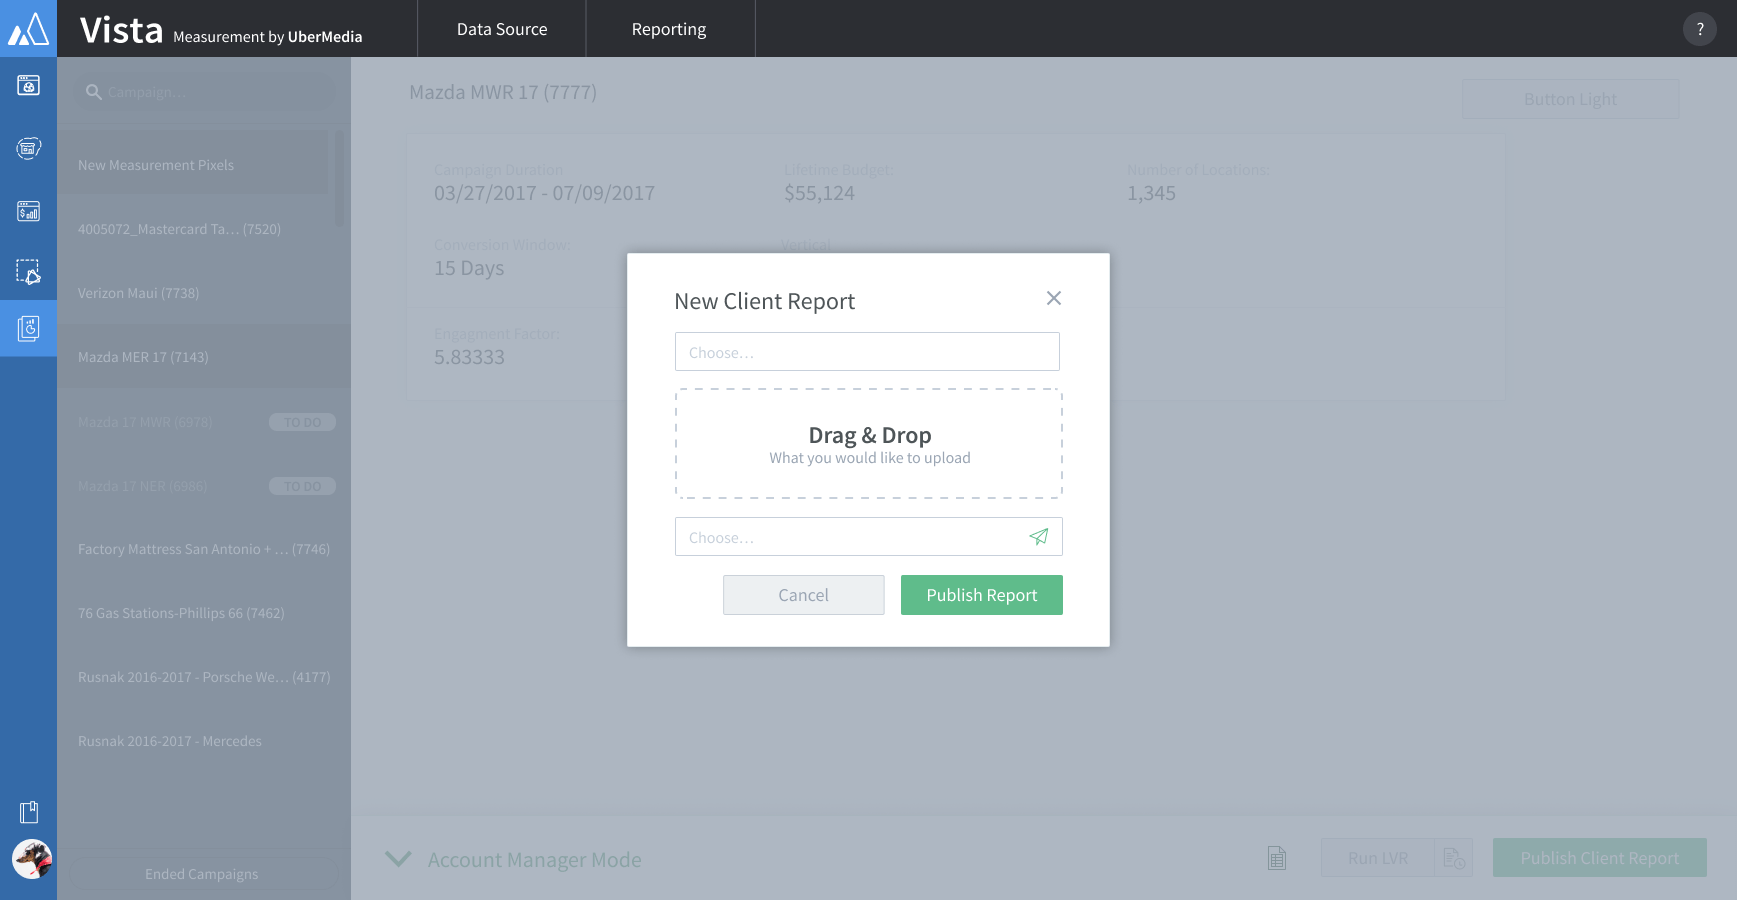 Vista Measurement by UberMedia
Data Source
Reporting
?
Campaign...
New Measurement Pixels
4005072_Mastercard Ta... (7520)
Verizon Maui (7738)
Mazda MER 17 (7143)
Mazda 17 MWR (6978)
TO DO
Mazda 17 NER (6386)
TO DO
Factory Mattress San Antonio + ... (7746)
76 Gas Stations-Phillips 66 (7462)
Rusnak 2016-2017 - Porsche We... (4177)
Rusnak 2016-2017 - Mercedes
Ended Campaigns
Mazda MWR 17 (7777)
Button Light
Campaign Duration
03/27/2017 - 07/09/2017
Lifetime Budget:
$55,124
Number of Locations:
1,345
Conversion Window:
15 Days
Vertical
Engagment Factor:
5.83333
New Client Report
Choose...
Drag & Drop
What you would like to upload
Choose...
Cancel
Publish Report
Account Manager Mode
Run LVR
Publish Client Report